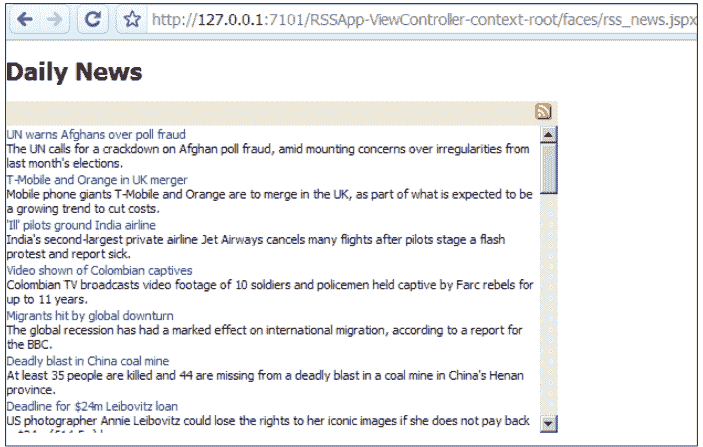 http://127.0.0.1:7101/RSSApp-ViewController-context-root/faces/rss_news.jspx
Daily News
UN warns Afghans over poll fraud
The UN calls for a crackdown on Afghan poll fraud, amid mounting concerns over irregularities from
last month's elections.
T-Mobile and Orange in UK merger
Mobile phone giants T-Mobile and Orange are to merge in the UK, as part of what is expected to be
a growing trend to cut costs.
'Ill' pilots ground India airline
India's second-largest private airline Jet Airways cancels many flights after pilots stage a flash
protest and report sick.
Video shown of Colombian captives
Colombian TV broadcasts video footage of 10 soldiers and policemen held captive by Farc rebels for
up to 11 years.
Migrants hit by global downturn
The global recession has had a marked effect on international migration, according to a report for
the BBC.
Deadly blast in China coal mine
At least 35 people are killed and 44 are missing from a deadly blast in a coal mine in China's Henan
province.
Deadline for $24m Leibovitz loan
US photographer Annie Leibovitz could lose the rights to her iconic images if she does not pay back